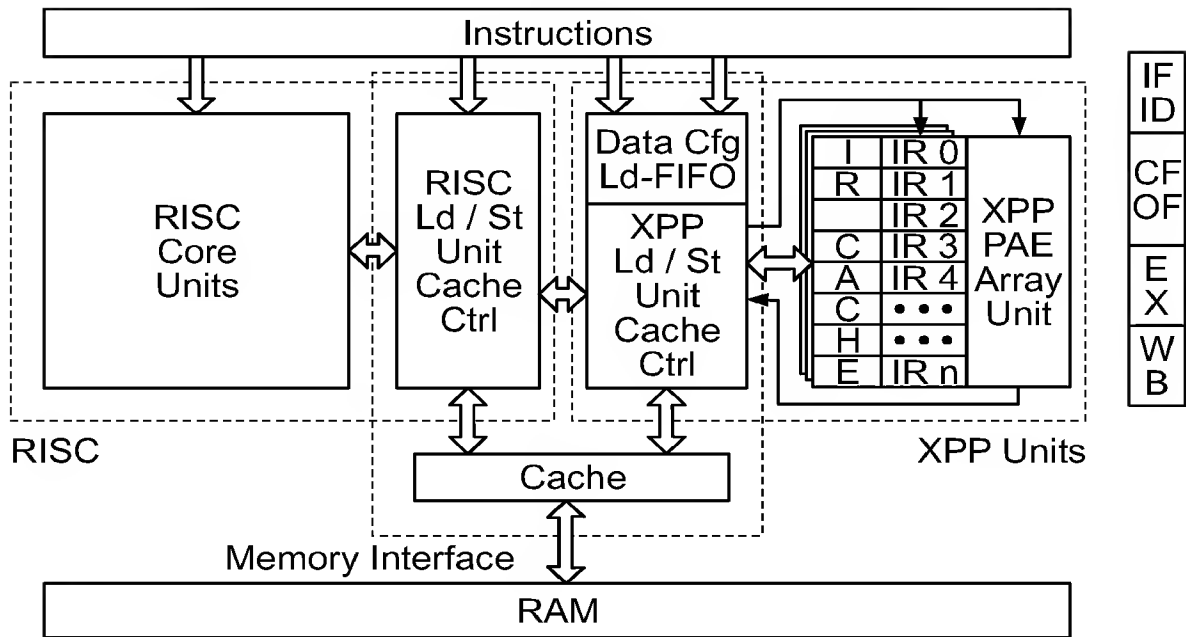 Instructions
RISC
Core
Units
RISC
Ld / St
Unit
Cache
Ctrl
Data Cfg
Ld-FIFO
XPP
Ld / St
Unit
Cache
Ctrl
I IR 0
R IR 1
IR 2
C IR 3
A IR 4
C • • •
H • • •
E IR n
XPP
PAE
Array
Unit
IF
ID
CF
OF
E
X
W
B
RISC
XPP Units
Cache
Memory Interface
RAM